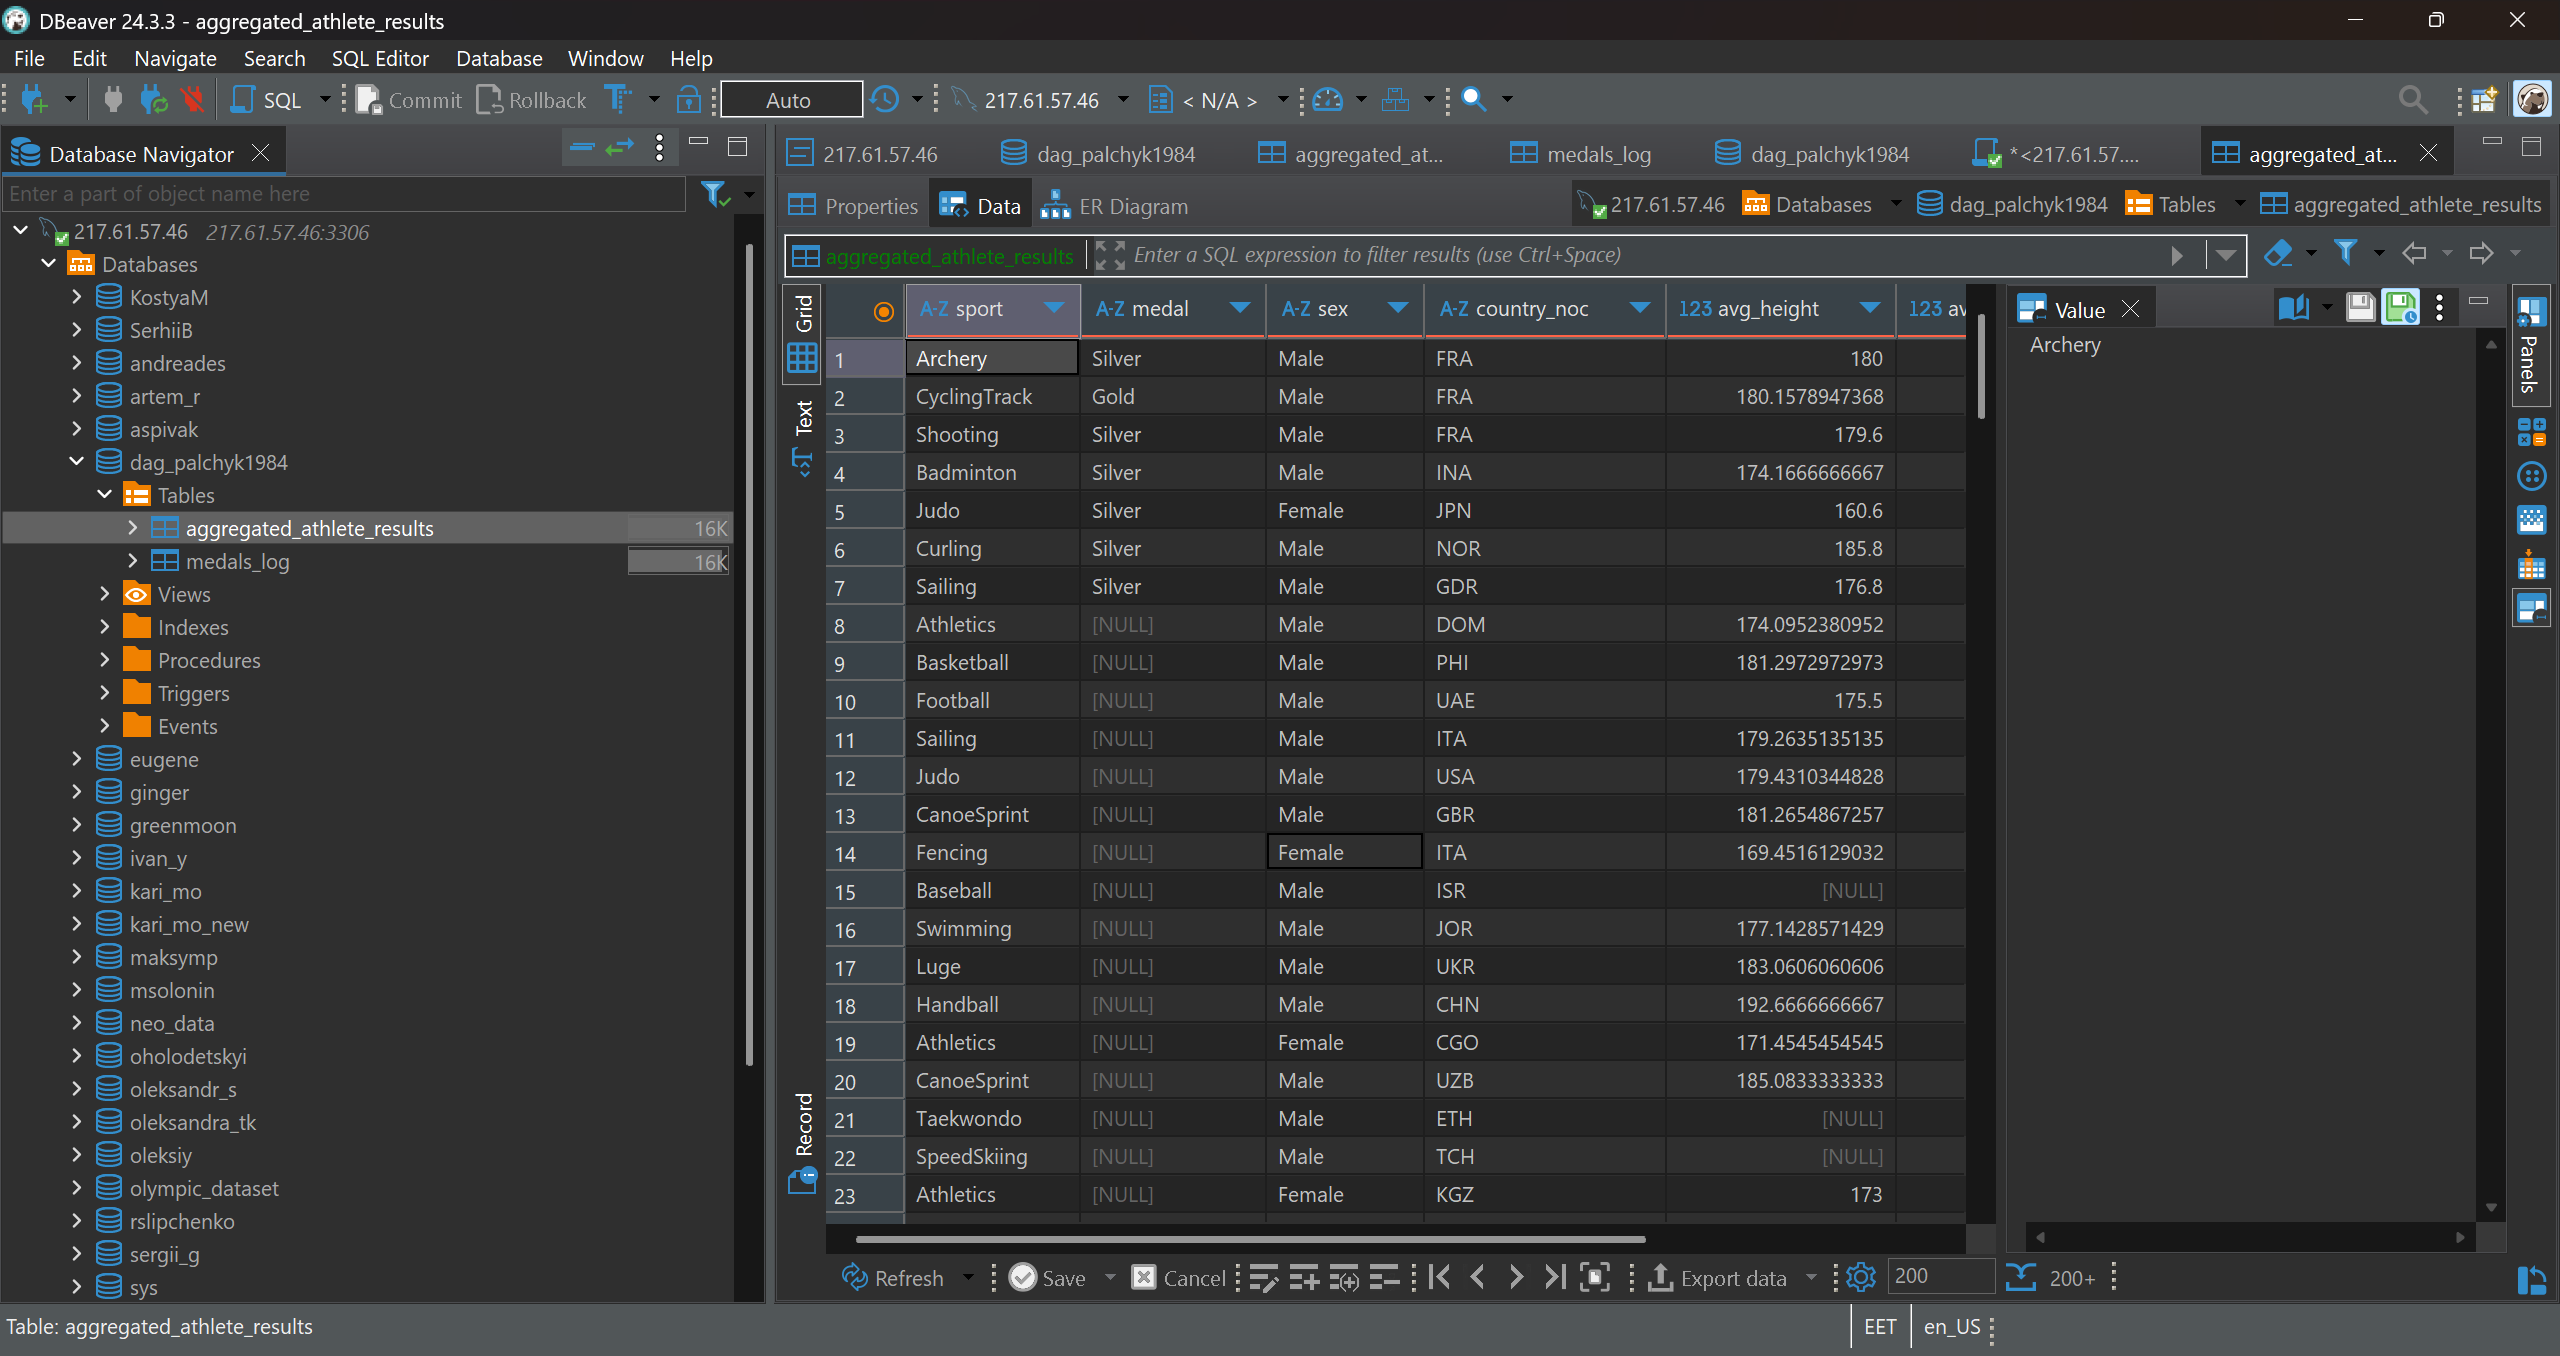 DBeaver 24.3.3 - aggregated_athlete_results
File Edit Navigate Search SQL Editor Database Window Help
SQL Commit Rollback Auto 217.61.57.46 < N/A >
Database Navigator
217.61.57.46 dag_palchyk1984 aggregated_at... medals_log dag_palchyk1984 *<217.61.57.... aggregated_at...
Enter a part of object name here
Properties Data ER Diagram 217.61.57.46 Databases dag_palchyk1984 Tables aggregated_athlete_results
217.61.57.46 217.61.57.46:3306
Databases
KostyaM
SerhiiB
andreades
artem_r
aspivak
dag_palchyk1984
Tables
aggregated_athlete_results 16K
medals_log 16K
Views
Indexes
Procedures
Triggers
Events
eugene
ginger
greenmoon
ivan_y
kari_mo
kari_mo_new
maksymp
msolonin
neo_data
oholodetskyi
oleksandr_s
oleksandra_tk
oleksiy
olympic_dataset
rslipchenko
sergii_g
sys
aggregated_athlete_results Enter a SQL expression to filter results (use Ctrl+Space)
Grid
Text
Record
A-Z sport A-Z medal A-Z sex A-Z country_noc 123 avg_height 123 av
1 Archery Silver Male FRA 180
2 CyclingTrack Gold Male FRA 180.1578947368
3 Shooting Silver Male FRA 179.6
4 Badminton Silver Male INA 174.1666666667
5 Judo Silver Female JPN 160.6
6 Curling Silver Male NOR 185.8
7 Sailing Silver Male GDR 176.8
8 Athletics [NULL] Male DOM 174.0952380952
9 Basketball [NULL] Male PHI 181.2972972973
10 Football [NULL] Male UAE 175.5
11 Sailing [NULL] Male ITA 179.2635135135
12 Judo [NULL] Male USA 179.4310344828
13 CanoeSprint [NULL] Male GBR 181.2654867257
14 Fencing [NULL] Female ITA 169.4516129032
15 Baseball [NULL] Male ISR [NULL]
16 Swimming [NULL] Male JOR 177.1428571429
17 Luge [NULL] Male UKR 183.0606060606
18 Handball [NULL] Male CHN 192.6666666667
19 Athletics [NULL] Female CGO 171.4545454545
20 CanoeSprint [NULL] Male UZB 185.0833333333
21 Taekwondo [NULL] Male ETH [NULL]
22 SpeedSkiing [NULL] Male TCH [NULL]
23 Athletics [NULL] Female KGZ 173
Value
Archery
Panels
Refresh Save Cancel Export data 200 200+
Table: aggregated_athlete_results
EET en_US